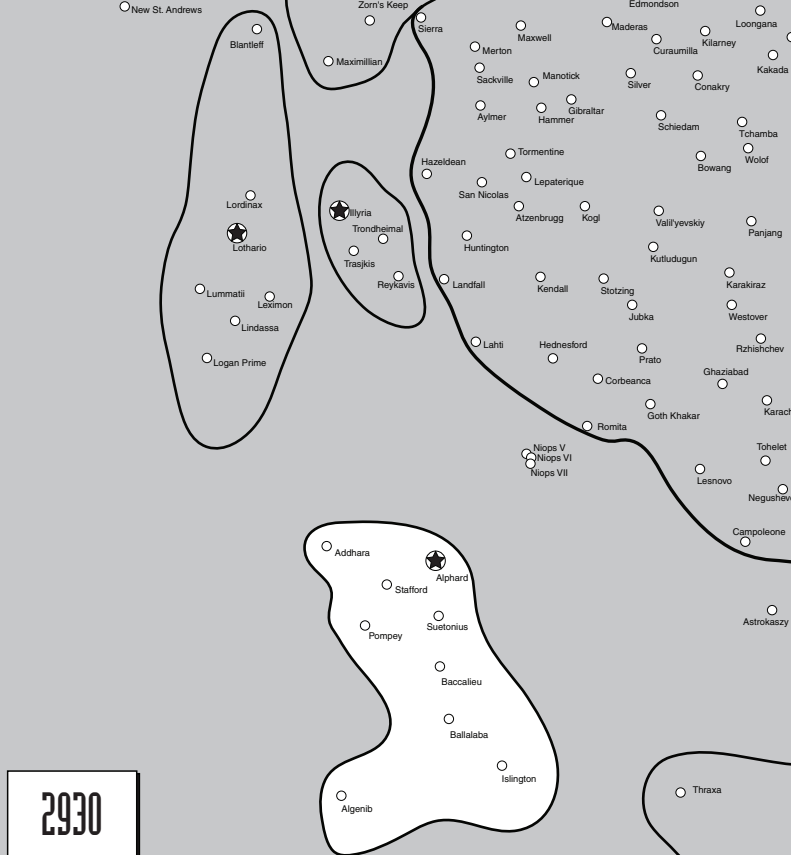 Zorn's Keep
Edmondson
New St. Andrews
Loongana
Sierra
Maderas
Blantleff
Maxwell
Curaumilla
Kilarney
Merton
Maximillian
Kakada
Sackville
Manotick
Silver
Conakry
Aylmer
Hammer
Gibraltar
Schiedam
Tchamba
Tormentine
Hazeldean
Bowang
Wolof
Lepaterique
San Nicolas
Lordinax
Illyria
Atzenbrugg
Kogl
Valil'yevskiy
Trondheimal
Panjang
Lothario
Huntington
Trasjkis
Kutludugun
Reykavis
Landfall
Kendall
Stotzing
Karakiraz
Lummatii
Leximon
Jubka
Westover
Lindassa
Lahti
Hednesford
Rzhishchev
Logan Prime
Prato
Ghaziabad
Corbeanca
Goth Khakar
Karach
Romita
Niops V
Tohelet
Niops VI
Niops VII
Lesnovo
Negushev
Campoleone
Addhara
Alphard
Stafford
Astrokaszy
Pompey
Suetonius
Baccalieu
Ballalaba
Islington
Thraxa
Algenib
2930